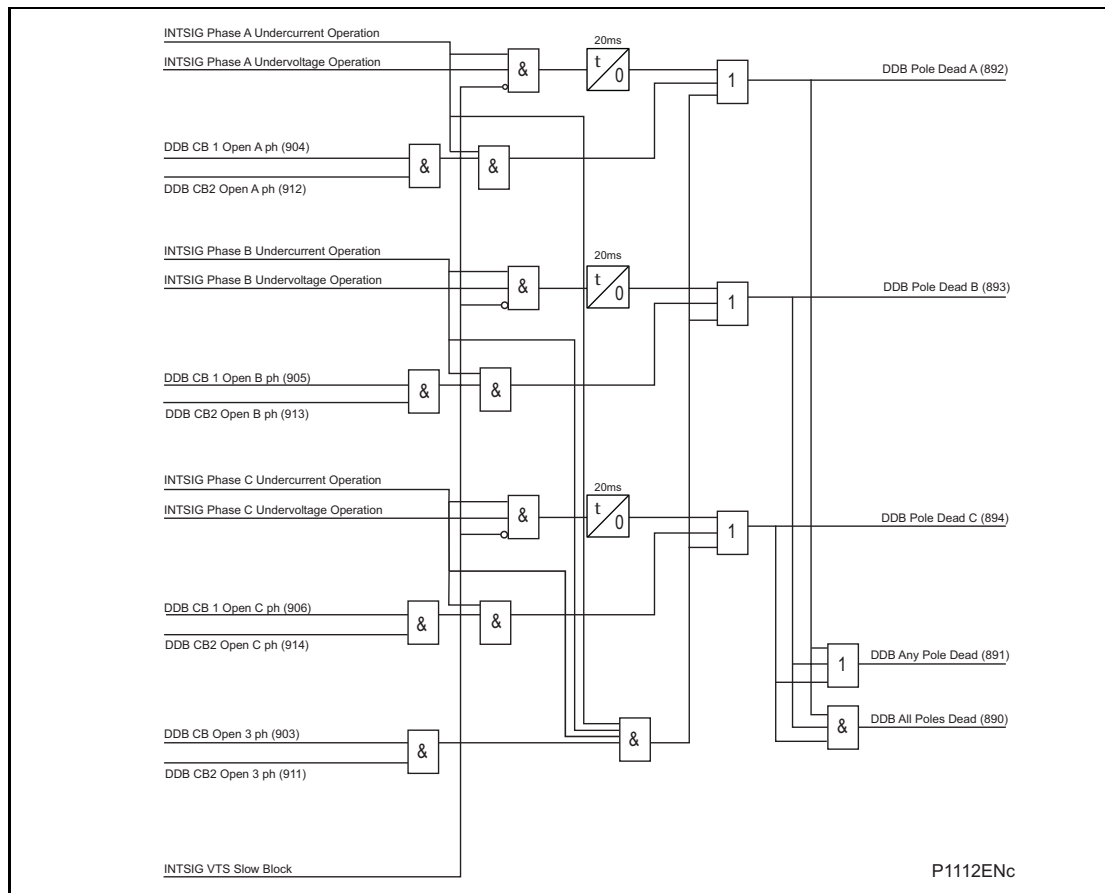 INTSIG Phase A Undercurrent Operation
20ms
INTSIG Phase A Undervoltage Operation
&
t
0
1
DDB Pole Dead A (892)
DDB CB 1 Open A ph (904)
&
&
DDB CB2 Open A ph (912)
INTSIG Phase B Undercurrent Operation
20ms
INTSIG Phase B Undervoltage Operation
&
t
0
1
DDB Pole Dead B (893)
DDB CB 1 Open B ph (905)
&
&
DDB CB2 Open B ph (913)
INTSIG Phase C Undercurrent Operation
20ms
INTSIG Phase C Undervoltage Operation
&
t
0
1
DDB Pole Dead C (894)
DDB CB 1 Open C ph (906)
&
&
DDB CB2 Open C ph (914)
1
DDB Any Pole Dead (891)
&
DDB All Poles Dead (890)
DDB CB Open 3 ph (903)
&
&
DDB CB2 Open 3 ph (911)
INTSIG VTS Slow Block
P1112ENc